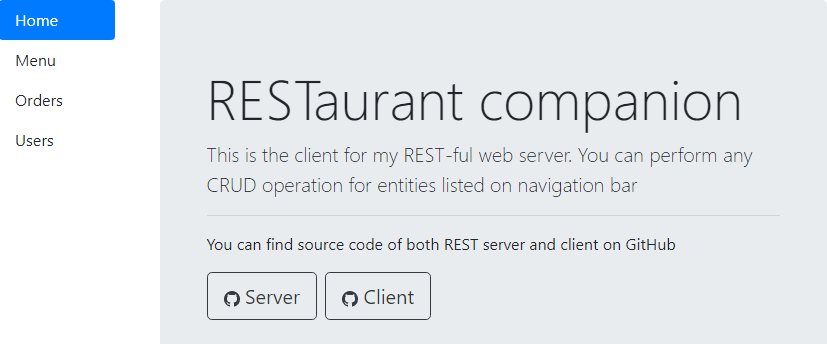 Home
Menu
Orders
Users
RESTaurant companion
This is the client for my REST-ful web server. You can perform any
CRUD operation for entities listed on navigation bar
You can find source code of both REST server and client on GitHub
Server
Client